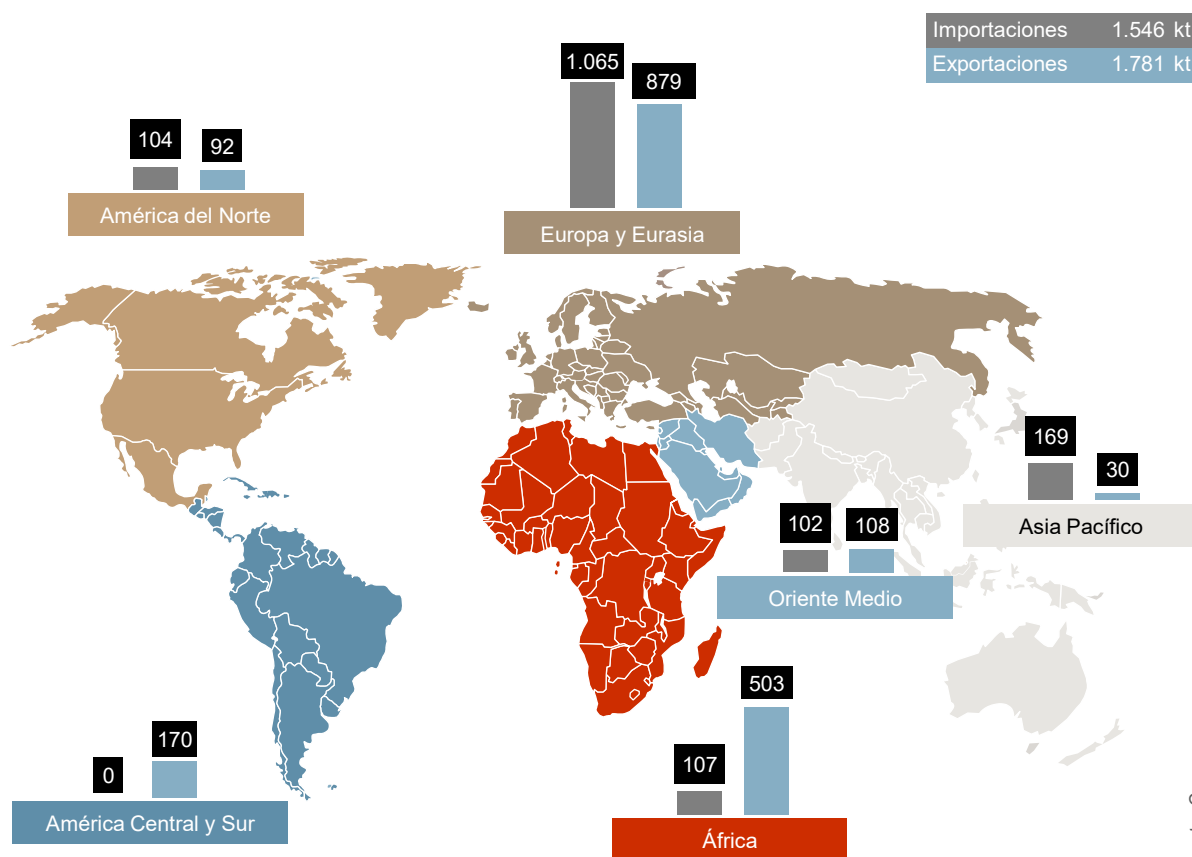 Importaciones 1.546 kt
Exportaciones 1.781 kt
1.065
879
104
92
América del Norte
Europa y Eurasia
169
30
Asia Pacífico
102
108
Oriente Medio
503
170
0
107
América Central y Sur
África